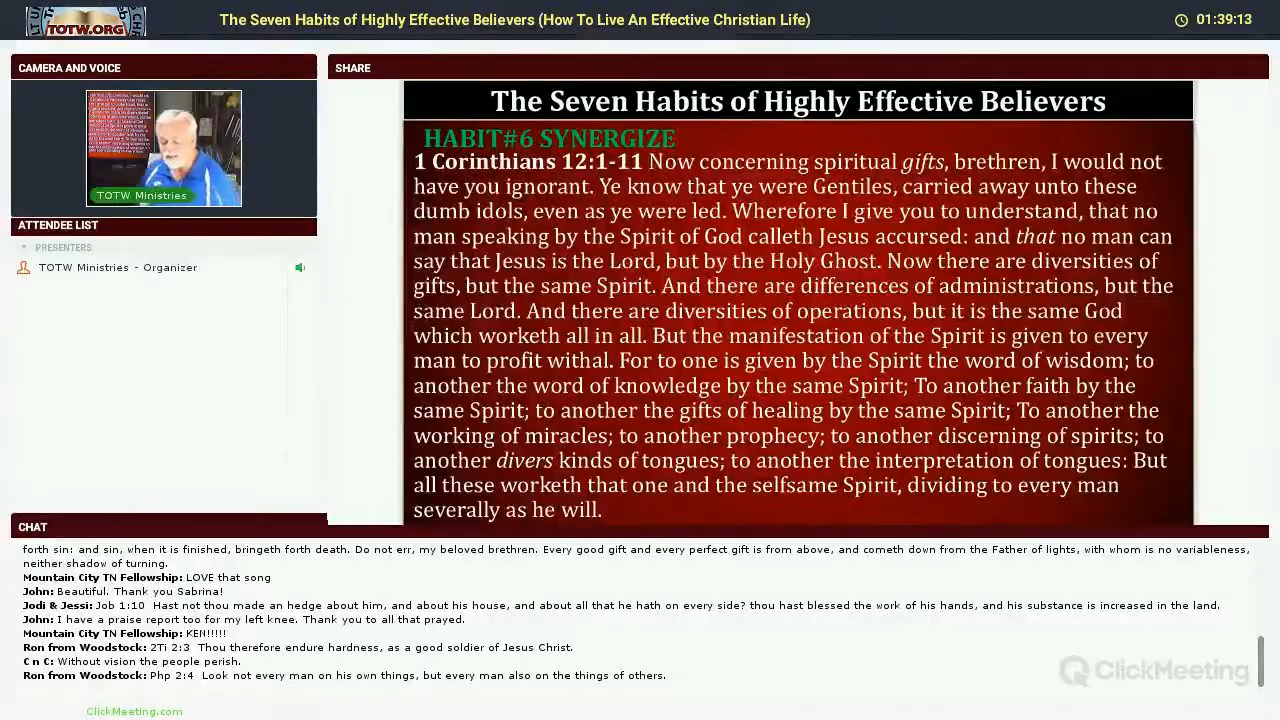 TOTW.ORG
The Seven Habits of Highly Effective Believers (How To Live An Effective Christian Life)
01:39:13
CAMERA AND VOICE
TOTW Ministries
ATTENDEE LIST
PRESENTERS
TOTW Ministries - Organizer
SHARE
The Seven Habits of Highly Effective Believers
HABIT#6 SYNERGIZE
1 Corinthians 12:1-11 Now concerning spiritual gifts, brethren, I would not
have you ignorant. Ye know that ye were Gentiles, carried away unto these
dumb idols, even as ye were led. Wherefore I give you to understand, that no
man speaking by the Spirit of God calleth Jesus accursed: and that no man can
say that Jesus is the Lord, but by the Holy Ghost. Now there are diversities of
gifts, but the same Spirit. And there are differences of administrations, but the
same Lord. And there are diversities of operations, but it is the same God
which worketh all in all. But the manifestation of the Spirit is given to every
man to profit withal. For to one is given by the Spirit the word of wisdom; to
another the word of knowledge by the same Spirit; To another faith by the
same Spirit; to another the gifts of healing by the same Spirit; To another the
working of miracles; to another prophecy; to another discerning of spirits; to
another divers kinds of tongues; to another the interpretation of tongues: But
all these worketh that one and the selfsame Spirit, dividing to every man
severally as he will.
CHAT
forth sin: and sin, when it is finished, bringeth forth death. Do not err, my beloved brethren. Every good gift and every perfect gift is from above, and cometh down from the Father of lights, with whom is no variableness,
neither shadow of turning.
Mountain City TN Fellowship: LOVE that song
John: Beautiful. Thank you Sabrina!
Jodi & Jessi: Job 1:10 Hast not thou made an hedge about him, and about his house, and about all that he hath on every side? thou hast blessed the work of his hands, and his substance is increased in the land.
John: I have a praise report too for my left knee. Thank you to all that prayed.
Mountain City TN Fellowship: KEN!!!!!
Ron from Woodstock: 2Ti 2:3 Thou therefore endure hardness, as a good soldier of Jesus Christ.
C n C: Without vision the people perish.
Ron from Woodstock: Php 2:4 Look not every man on his own things, but every man also on the things of others.
ClickMeeting
ClickMeeting.com